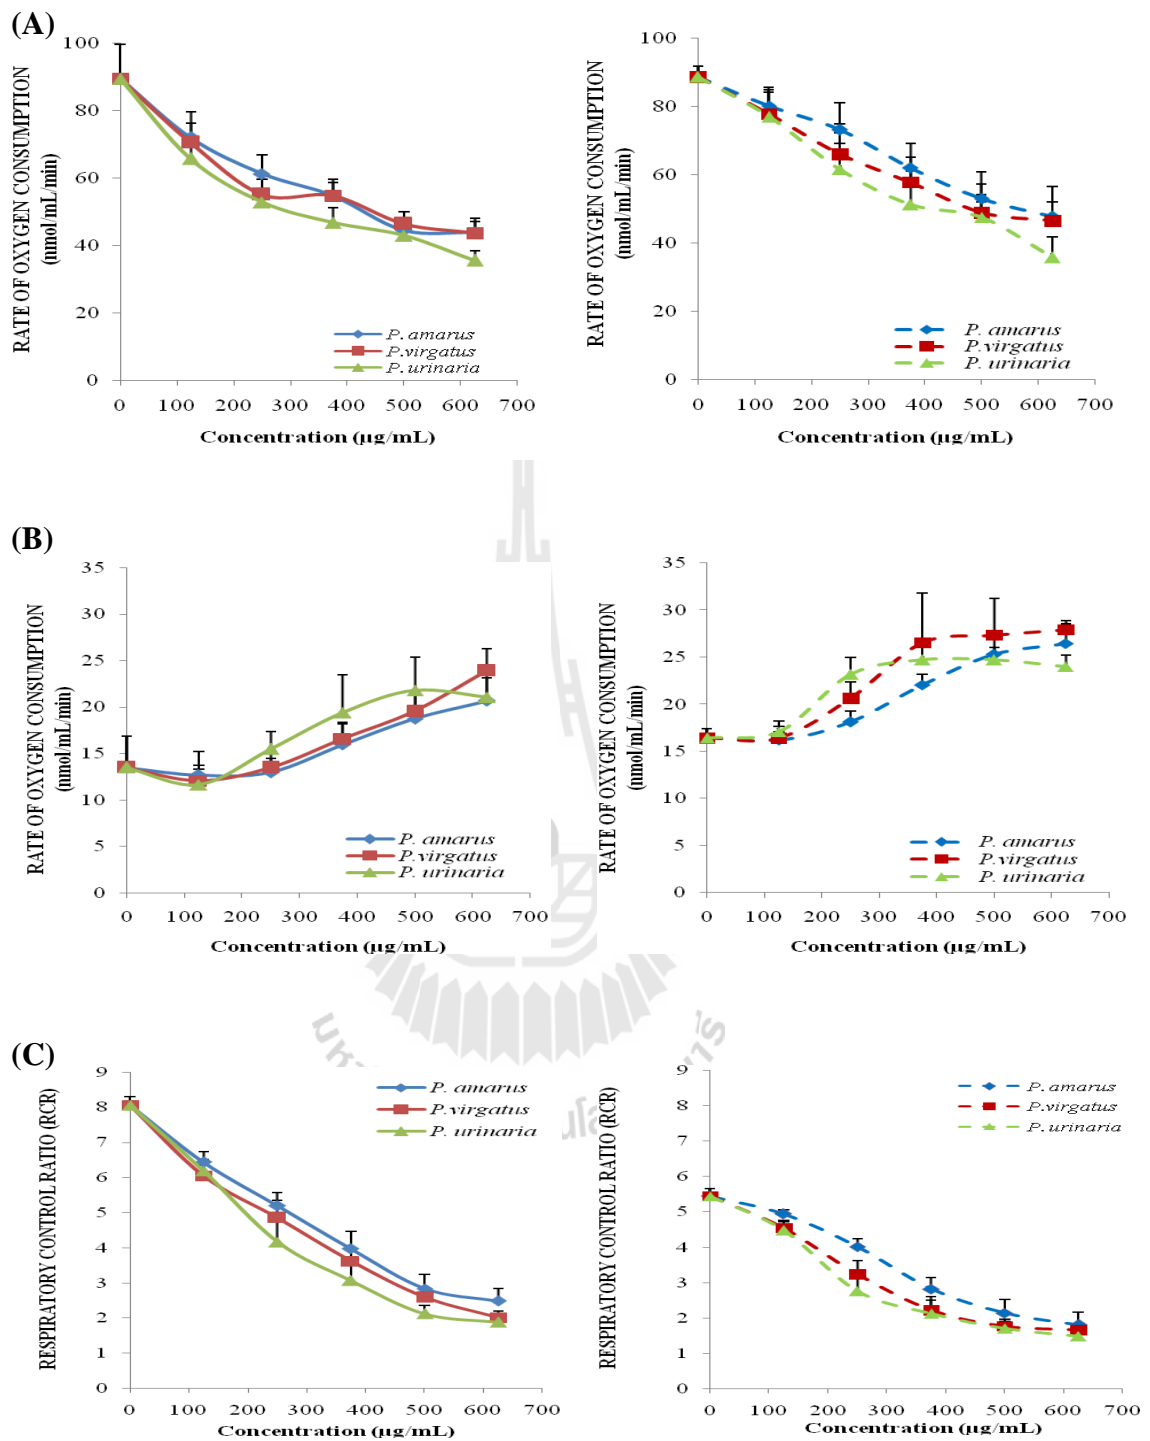 (A)
RATE OF OXYGEN CONSUMPTION
(nmol/mL/min)
100
80
60
40
20
0
0 100 200 300 400 500 600 700
Concentration (µg/mL)
P. amarus
P.virgatus
P. urinaria
RATE OF OXYGEN CONSUMPTION
(nmol/mL/min)
100
80
60
40
20
0
0 100 200 300 400 500 600 700
Concentration (µg/mL)
P. amarus
P.virgatus
P. urinaria
(B)
RATE OF OXYGEN CONSUMPTION
(nmol/mL/min)
35
30
25
20
15
10
5
0
0 100 200 300 400 500 600 700
Concentration (µg/mL)
P. amarus
P.virgatus
P. urinaria
RATE OF OXYGEN CONSUMPTION
(nmol/mL/min)
35
30
25
20
15
10
5
0
0 100 200 300 400 500 600 700
Concentration (µg/mL)
P. amarus
P.virgatus
P. urinaria
(C)
RESPIRATORY CONTROL RATIO (RCR)
9
8
7
6
5
4
3
2
1
0
0 100 200 300 400 500 600 700
Concentration (µg/mL)
P. amarus
P.virgatus
P. urinaria
RESPIRATORY CONTROL RATIO (RCR)
9
8
7
6
5
4
3
2
1
0
0 100 200 300 400 500 600 700
Concentration (µg/mL)
P. amarus
P.virgatus
P. urinaria